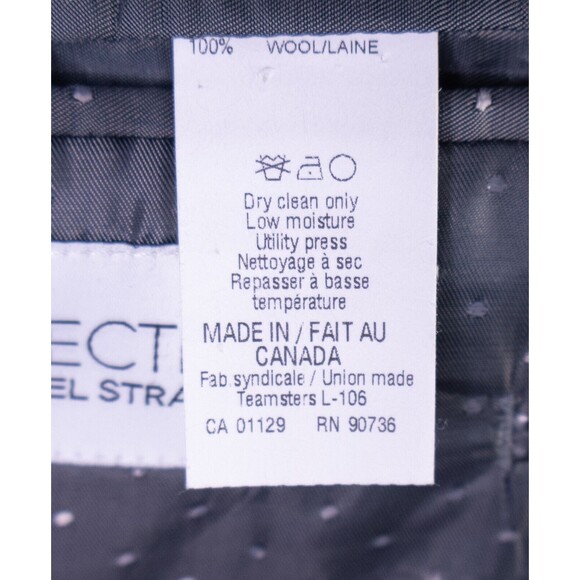 100% WOOL/LAINE
Dry clean only
Low moisture
Utility press
Nettoyage à sec
Repasser à basse
température
MADE IN / FAIT AU
CANADA
Fab.syndicale / Union made
Teamsters L-106
CA 01129 RN 90736
ECT
EL STRA